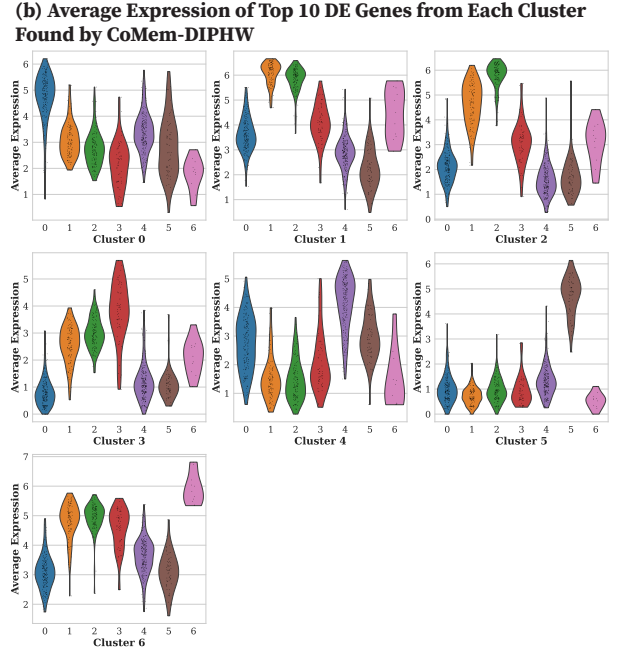 (b) Average Expression of Top 10 DE Genes from Each Cluster
Found by CoMem-DIPHW
Average Expression
6
5
4
3
2
1
0 1 2 3 4 5 6
Cluster 0
Average Expression
6
5
4
3
2
1
0 1 2 3 4 5 6
Cluster 1
Average Expression
6
5
4
3
2
1
0
0 1 2 3 4 5 6
Cluster 2
Average Expression
5
4
3
2
1
0
0 1 2 3 4 5 6
Cluster 3
Average Expression
5
4
3
2
1
0 1 2 3 4 5 6
Cluster 4
Average Expression
6
5
4
3
2
1
0
0 1 2 3 4 5 6
Cluster 5
Average Expression
7
6
5
4
3
2
0 1 2 3 4 5 6
Cluster 6